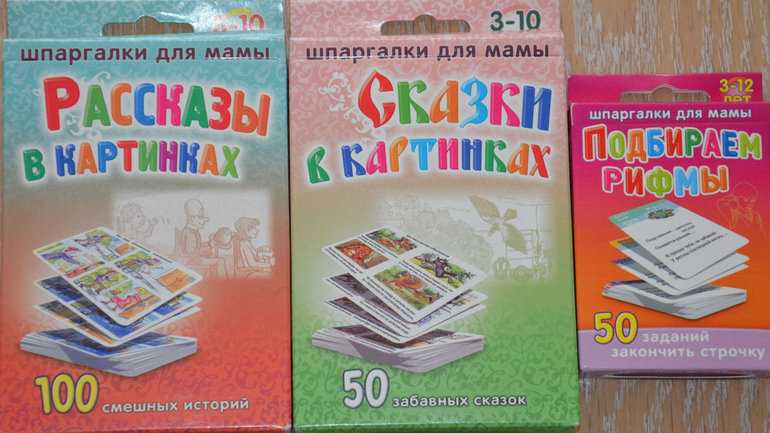 3-10
шпаргалки для мамы
Рассказы
в картинках
100 смешных историй
3-10
шпаргалки для мамы
Сказки
в картинках
50 забавных сказок
3-12
лет
шпаргалки для мамы
Подбираем
рифмы
50 заданий
закончить строчку